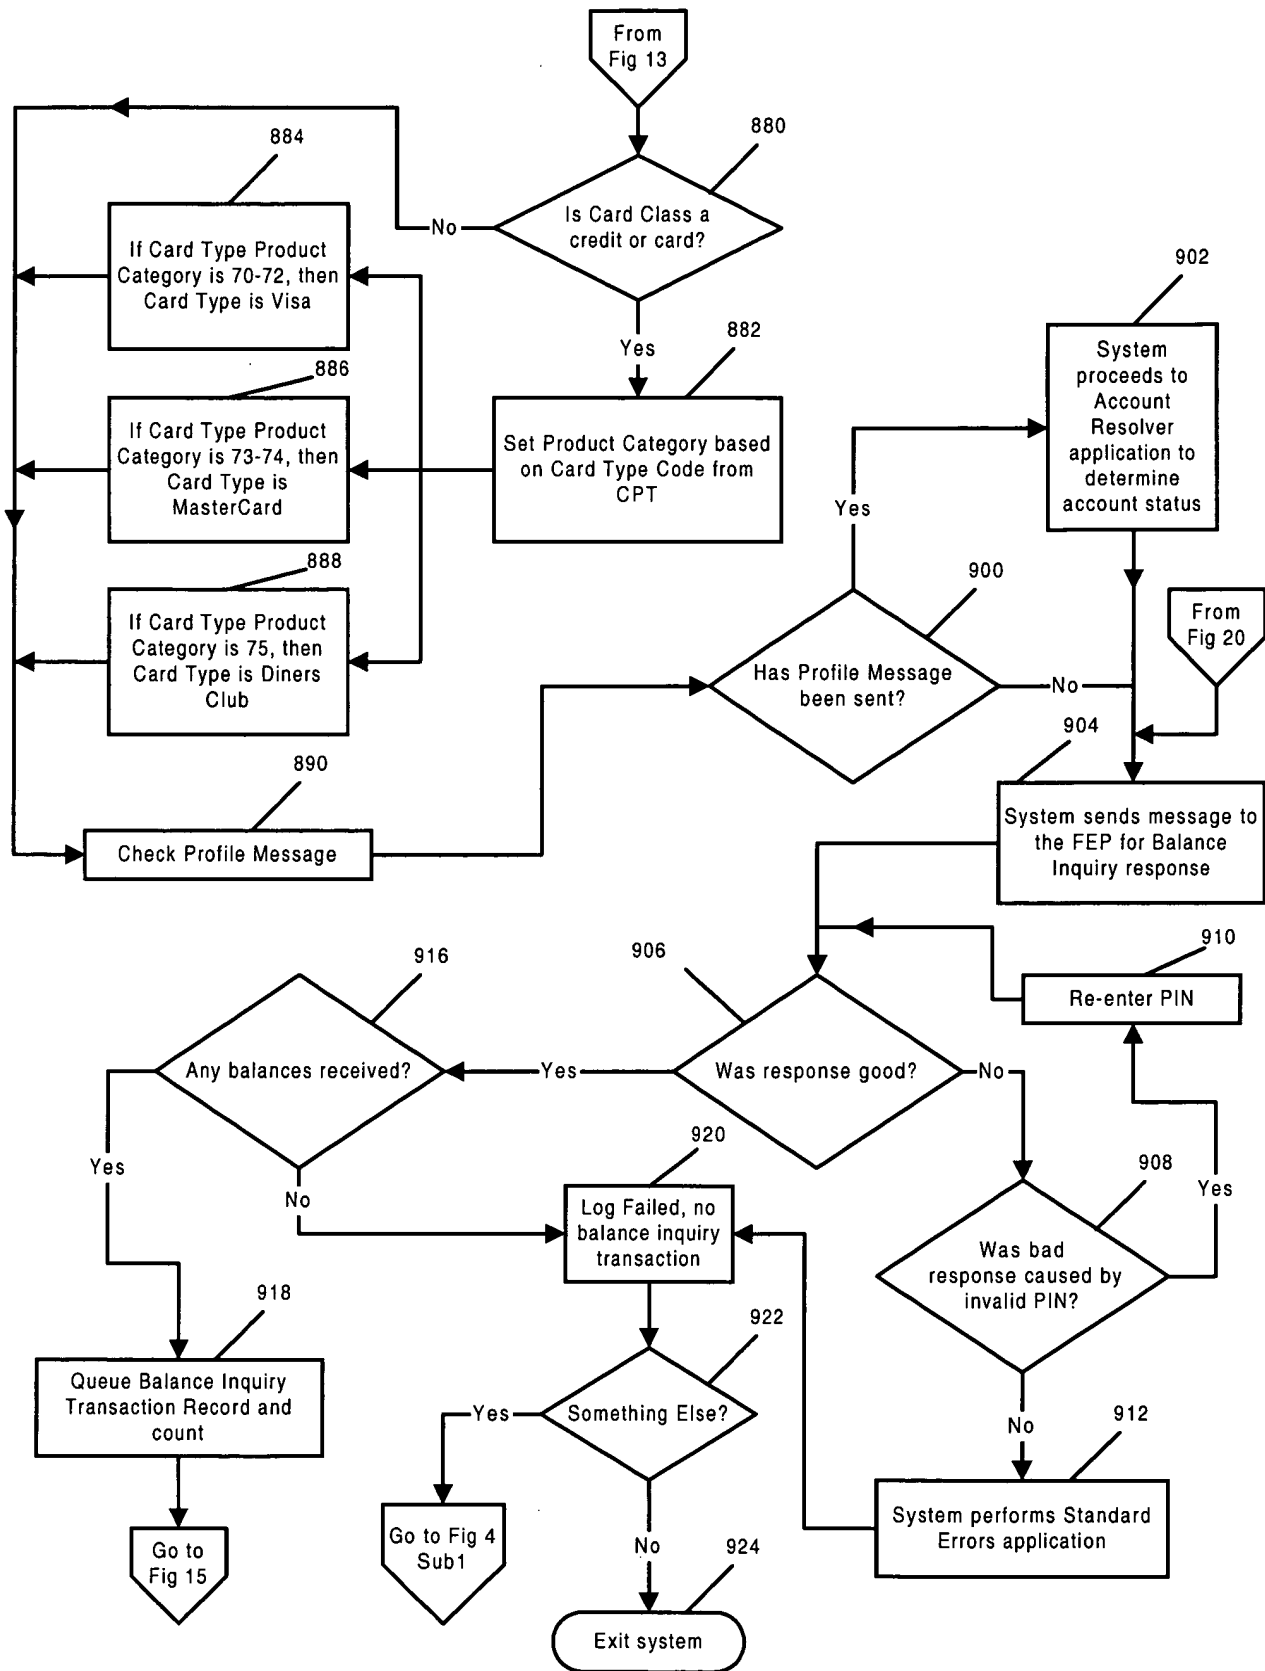 From
Fig 13
880
884
Is Card Class a
credit or card?
No
If Card Type Product
Category is 70-72, then
Card Type is Visa
902
Yes
882
886
System
proceeds to
Account
Resolver
application to
determine
account status
If Card Type Product
Category is 73-74, then
Card Type is
MasterCard
Set Product Category based
on Card Type Code from
CPT
Yes
888
900
If Card Type Product
Category is 75, then
Card Type is Diners
Club
From
Fig 20
Has Profile Message
been sent?
No
904
890
Check Profile Message
System sends message to
the FEP for Balance
Inquiry response
910
916
906
Re-enter PIN
Any balances received?
Yes
Was response good?
No
920
908
Yes
No
Yes
Log Failed, no
balance inquiry
transaction
Was bad
response caused by
invalid PIN?
918
922
Queue Balance Inquiry
Transaction Record and
count
Yes
Something Else?
No
912
Go to Fig 4
Sub1
System performs Standard
Errors application
Go to
Fig 15
No
924
Exit system